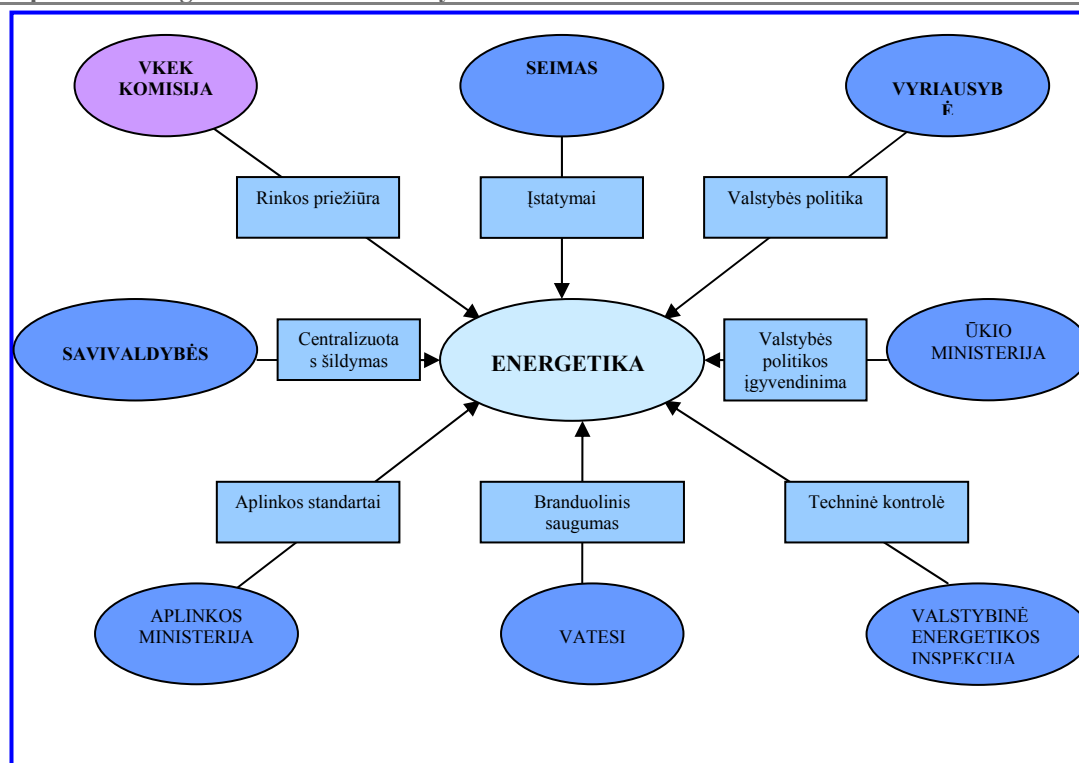 VKEK
KOMISIJA
SEIMAS
VYRIAUSYB
Ė
Rinkos priežiūra
Įstatymai
Valstybės politika
SAVIVALDYBĖS
Centralizuota
s šildymas
ENERGETIKA
Valstybės
politikos
įgyvendinima
ŪKIO
MINISTERIJA
Aplinkos standartai
Branduolinis
saugumas
Techninė kontrolė
APLINKOS
MINISTERIJA
VATESI
VALSTYBINĖ
ENERGETIKOS
INSPEKCIJA